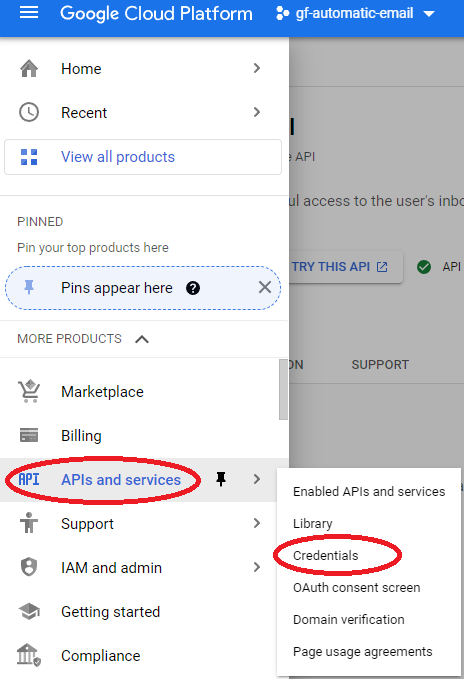 Google Cloud Platform
gf-automatic-email
Home
Recent
View all products
PINNED
Pin your top products here
Pins appear here
MORE PRODUCTS
Marketplace
Billing
API APIs and services
Support
IAM and admin
Getting started
Compliance
API
access to the user's
TRY THIS API
API
SUPPORT
Enabled APIs and services
Library
Credentials
OAuth consent screen
Domain verification
Page usage agreements